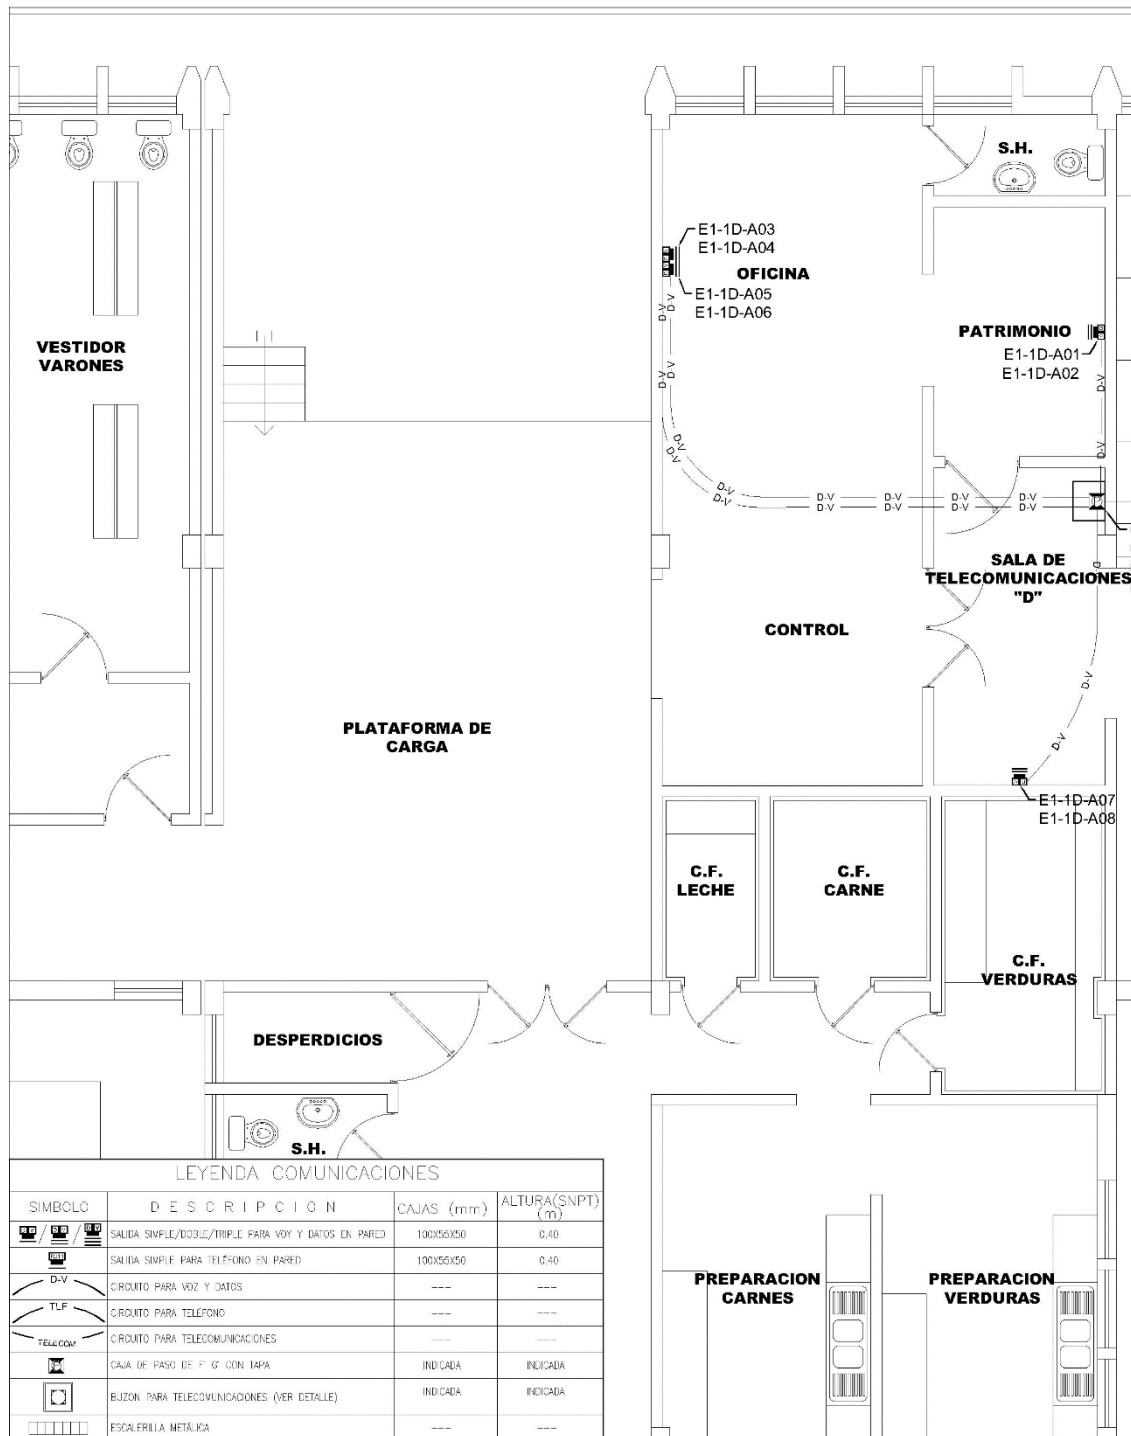 S.H.
E1-1D-A03
E1-1D-A04
OFICINA
E1-1D-A05
E1-1D-A06
D-V
D-V
PATRIMONIO
E1-1D-A01
E1-1D-A02
VESTIDOR
VARONES
D-V
D-V
D-V
D-V
D-V
D-V
D-V
D-V
D-V D-V D-V D-V
D-V D-V D-V D-V
SALA DE
TELECOMUNICACIONES
"D"
CONTROL
D-V
D-V
PLATAFORMA DE
CARGA
E1-1D-A07
E1-1D-A08
C.F.
LECHE
C.F.
CARNE
C.F.
VERDURAS
DESPERDICIOS
S.H.
PREPARACION
CARNES
PREPARACION
VERDURAS
LEYENDA COMUNICACIONES
SIMBOLO DESCRIPCION CAJAS (mm) ALTURA(SNPT) (m)
SALIDA SIMPLE/DOBLE/TRIPLE PARA VOY Y DATOS EN PARED 100X55X50 0.40
SALIDA SIMPLE PARA TELÉFONO EN PARED 100X55X50 0.40
D-V CIRCUITO PARA VOZ Y DATOS --- ---
TLF CIRCUITO PARA TELÉFONO --- ---
TELECOM CIRCUITO PARA TELECOMUNICACIONES --- ---
CAJA DE PASO DE F° G° CON TAPA INDICADA INDICADA
BUZON PARA TELECOMUNICACIONES (VER DETALLE) INDICADA INDICADA
ESCALERILLA METÁLICA --- ---